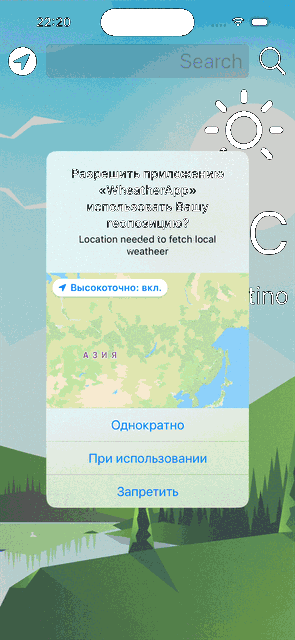 22:20
Search
Разрешить приложению
«WheatherApp»
использовать Вашу
геопозицию?
Location needed to fetch local
weatheer
Высокоточно: вкл.
АЗИЯ
C
tino
Однократно
При использовании
Запретить